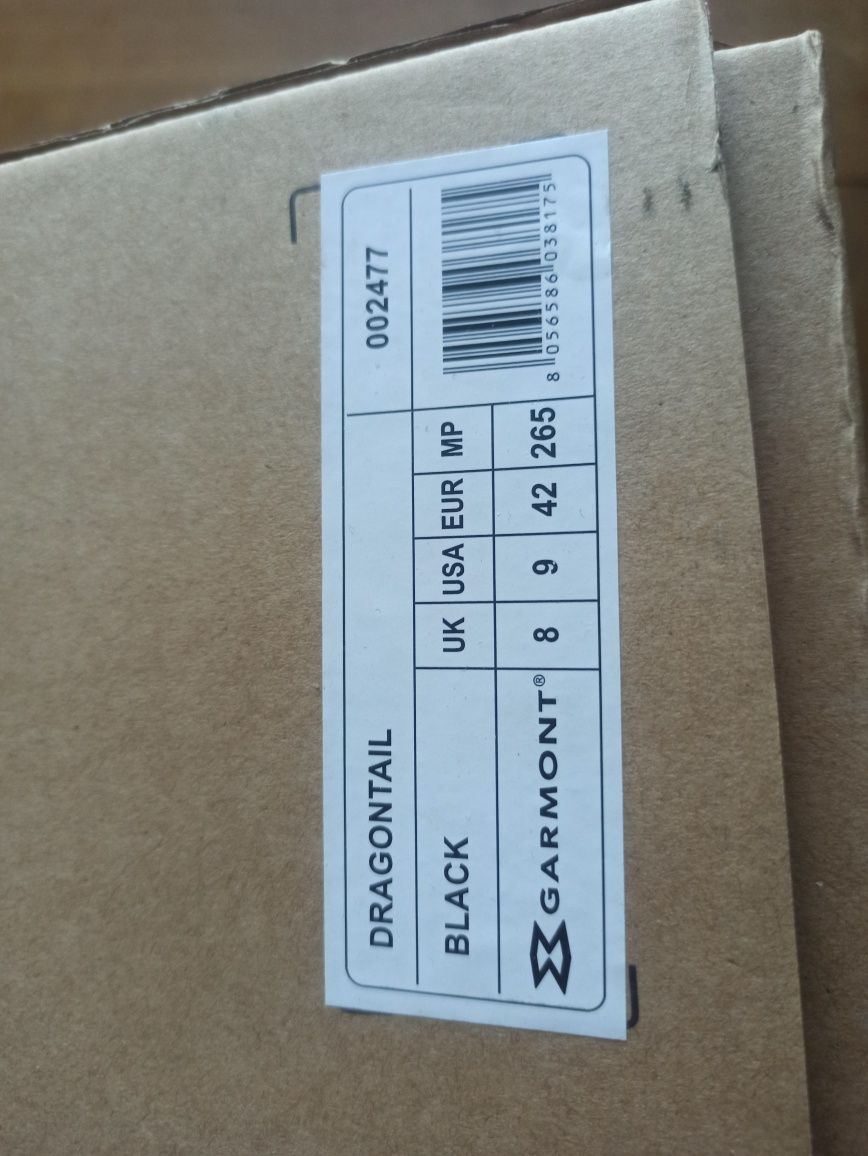 DRAGONTAIL 002477
BLACK UK USA EUR MP
GARMONT® 8 9 42 265
8 056586 038175